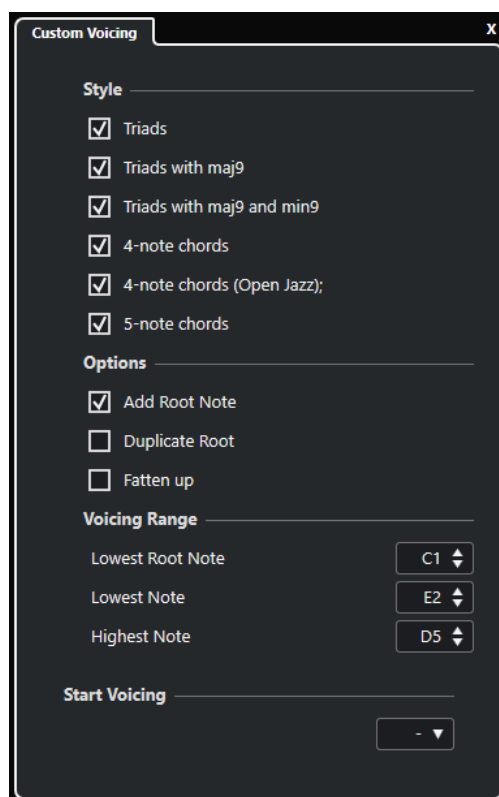 Custom Voicing x
Style
Triads
Triads with maj9
Triads with maj9 and min9
4-note chords
4-note chords (Open Jazz);
5-note chords
Options
Add Root Note
Duplicate Root
Fatten up
Voicing Range
Lowest Root Note C1
Lowest Note E2
Highest Note D5
Start Voicing
-